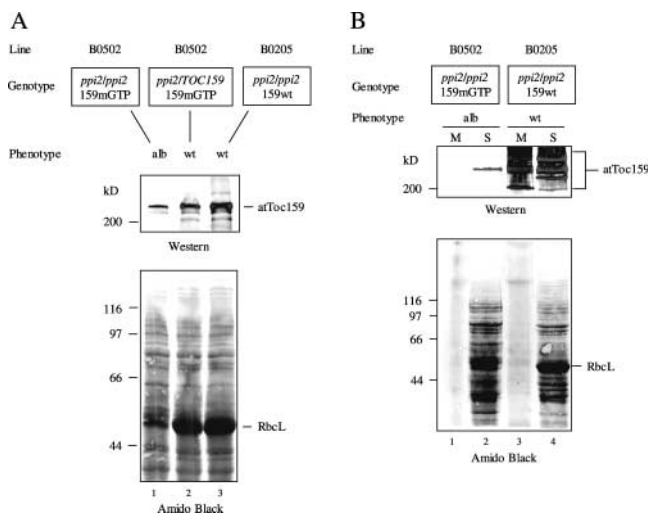 A
Line B0502 B0502 B0205
Genotype
ppi2/ppi2
159mGTP
ppi2/TOC159
159mGTP
ppi2/ppi2
159wt
Phenotype alb wt wt
kD
200
atToc159
Western
116
97
66
44
RbcL
1 2 3
Amido Black
B
Line B0502 B0205
Genotype
ppi2/ppi2
159mGTP
ppi2/ppi2
159wt
Phenotype alb wt
M S M S
kD
200
atToc159
Western
116
97
66
44
RbcL
1 2 3 4
Amido Black